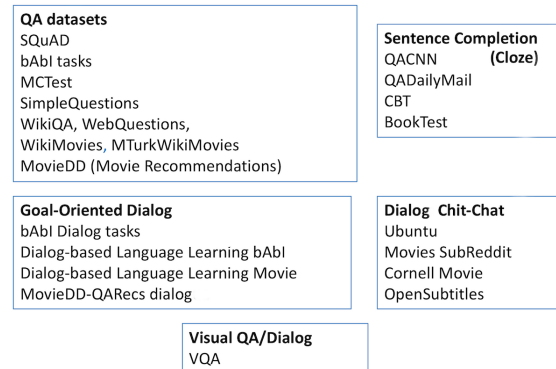 QA datasets
SQuAD
bAbI tasks
MCTest
SimpleQuestions
WikiQA, WebQuestions,
WikiMovies, MTurkWikiMovies
MovieDD (Movie Recommendations)
Sentence Completion
QACNN (Cloze)
QADailyMail
CBT
BookTest
Goal-Oriented Dialog
bAbI Dialog tasks
Dialog-based Language Learning bAbI
Dialog-based Language Learning Movie
MovieDD-QARecs dialog
Dialog Chit-Chat
Ubuntu
Movies SubReddit
Cornell Movie
OpenSubtitles
Visual QA/Dialog
VQA